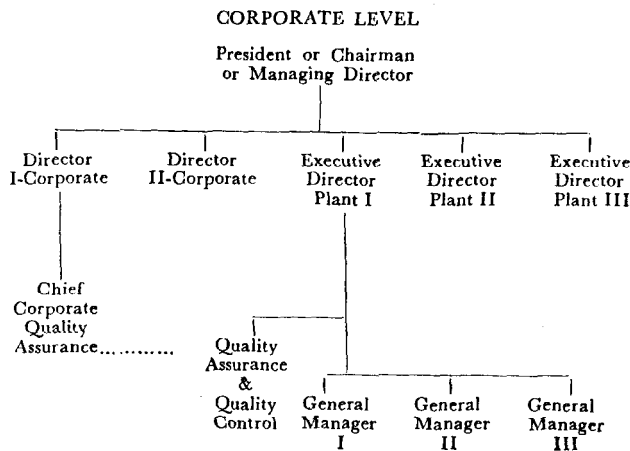 CORPORATE LEVEL
President or Chairman
or Managing Director
Director
I-Corporate
Director
II-Corporate
Executive
Director
Plant I
Executive
Director
Plant II
Executive
Director
Plant III
Chief
Corporate
Quality
Assurance............
Quality
Assurance
&
Quality
Control
General
Manager
I
General
Manager
II
General
Manager
III